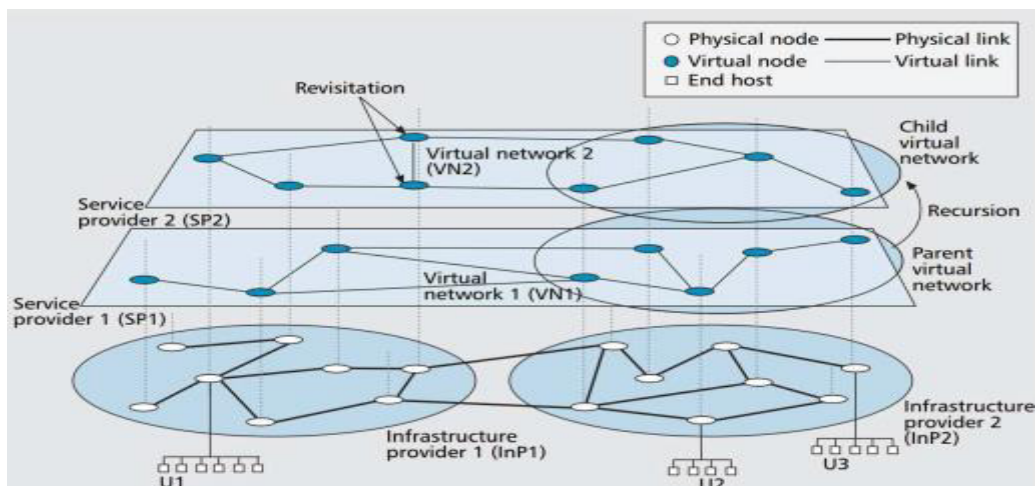 Physical node
Physical link
Virtual node
Virtual link
End host
Revisitation
Child
virtual
network
Virtual network 2
(VN2)
Service
provider 2 (SP2)
Recursion
Parent
virtual
network
Virtual
network 1 (VN1)
Service
provider 1 (SP1)
Infrastructure
provider 1 (InP1)
Infrastructure
provider 2
(InP2)
U1
U2
U3